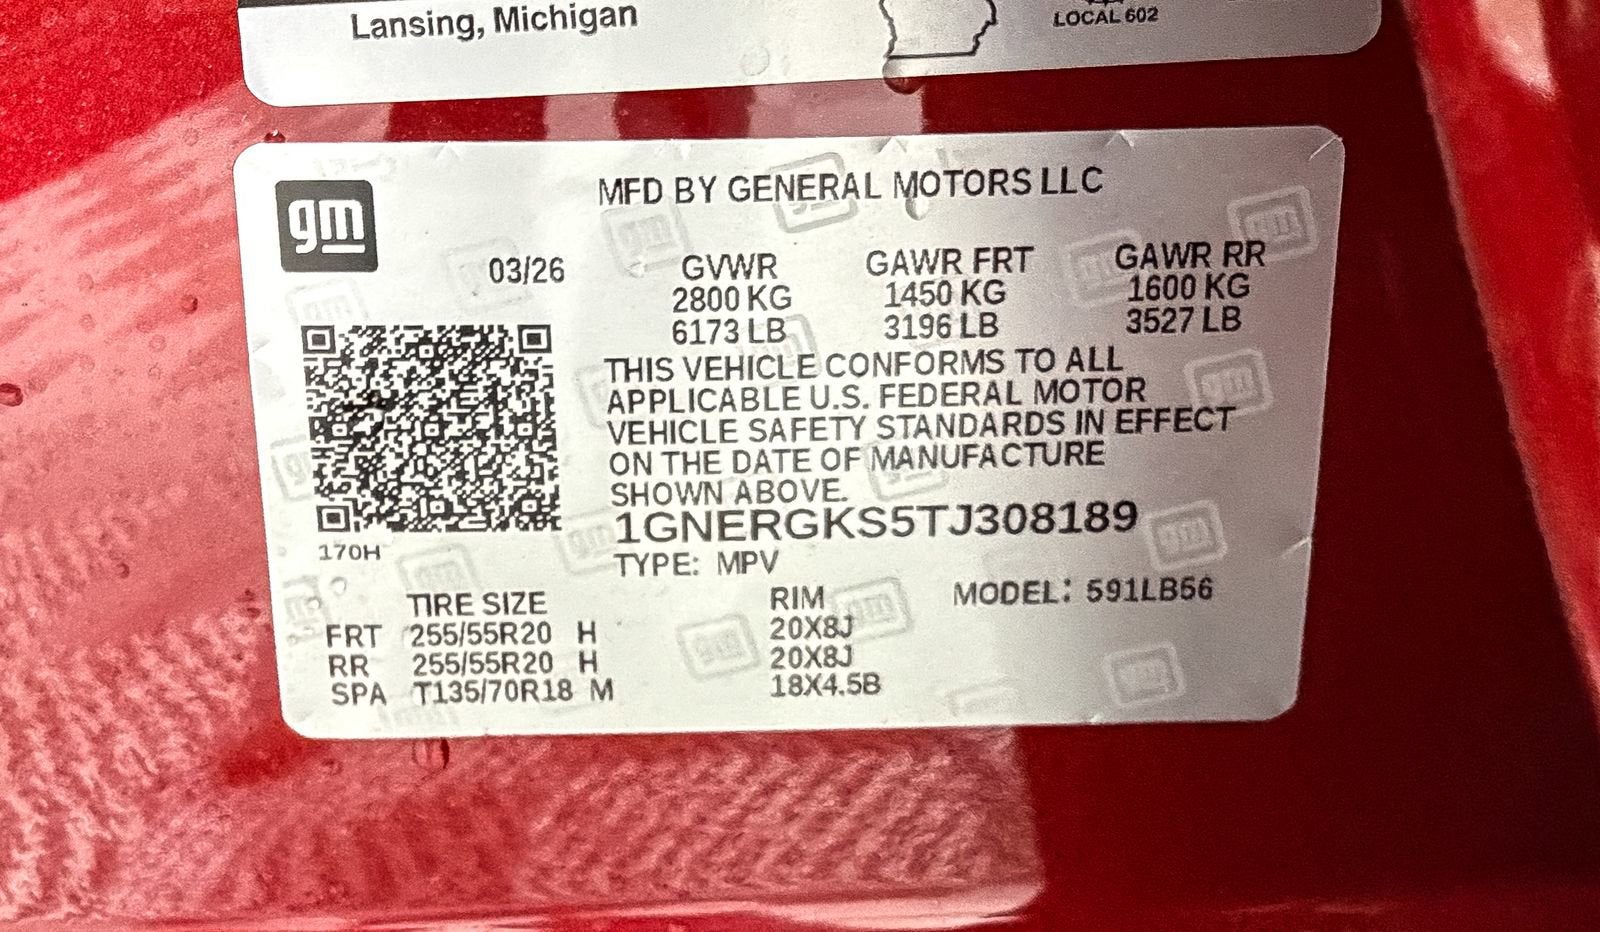 Lansing, Michigan
LOCAL 602
MFD BY GENERAL MOTORS LLC
gm
03/26 GVWR GAWR FRT GAWR RR
2800 KG 1450 KG 1600 KG
6173 LB 3196 LB 3527 LB
THIS VEHICLE CONFORMS TO ALL
APPLICABLE U.S. FEDERAL MOTOR
VEHICLE SAFETY STANDARDS IN EFFECT
ON THE DATE OF MANUFACTURE
SHOWN ABOVE.
1GNERGKS5TJ308189
170H
TYPE: MPV
TIRE SIZE RIM MODEL: 591LB56
FRT 255/55R20 H 20X8J
RR 255/55R20 H 20X8J
SPA T135/70R18 M 18X4.5B